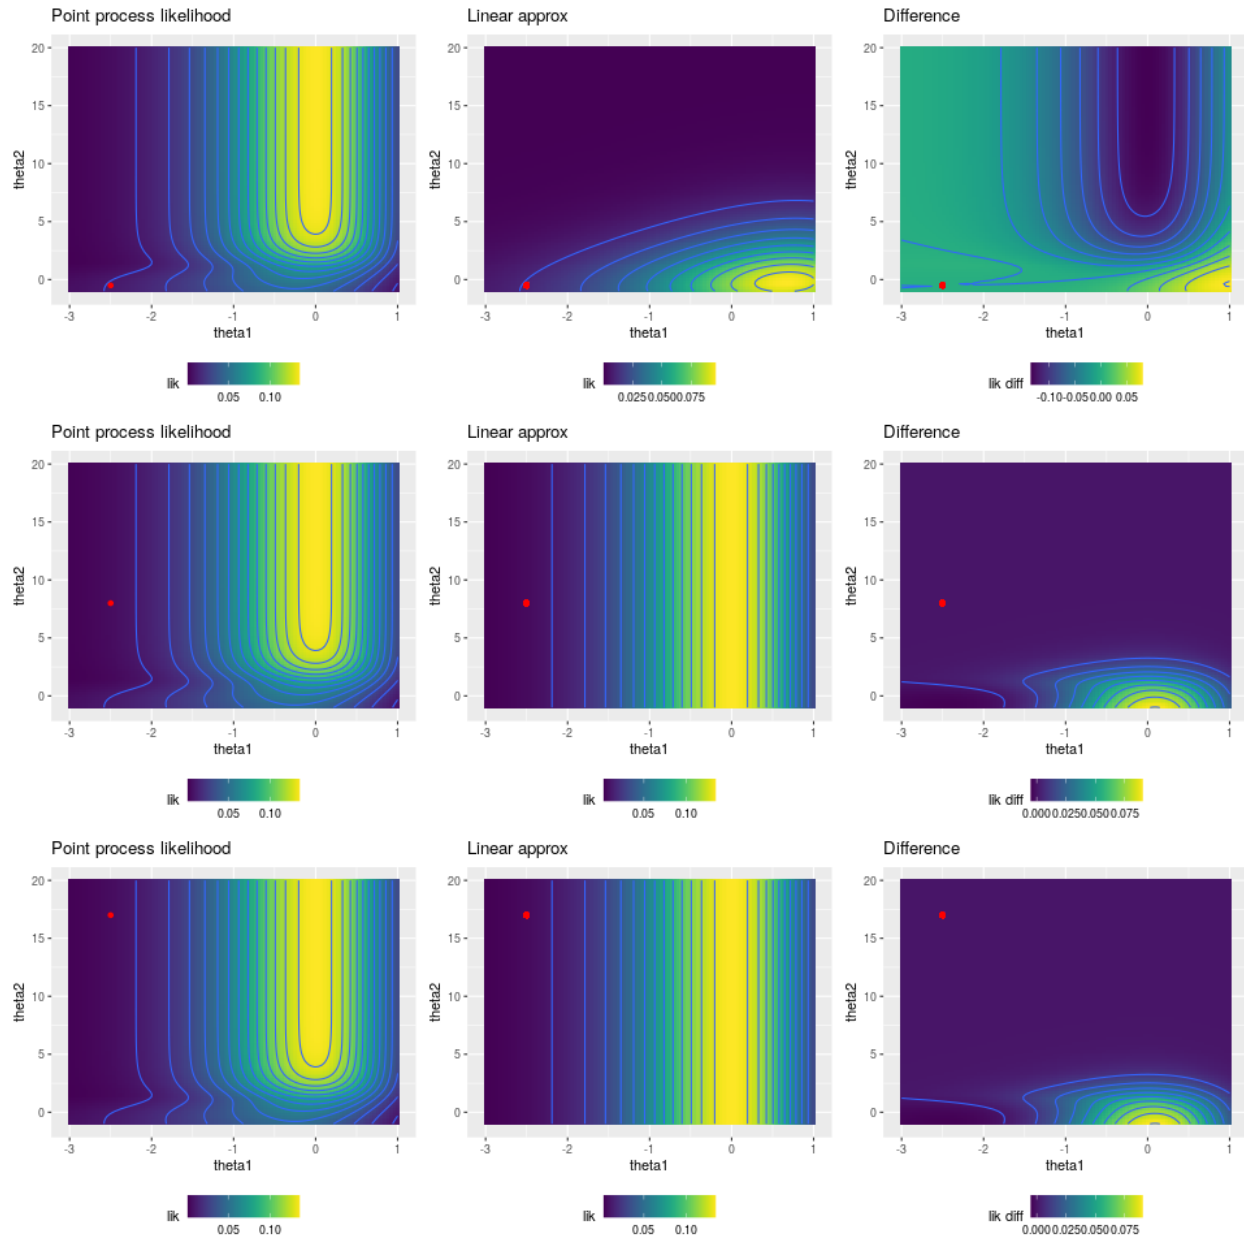 Point process likelihood Linear approx Difference
20 20 20
15 15 15
theta2 10 theta2 10 theta2 10
5 5 5
0 0 0
-3 -2 -1 0 1 -3 -2 -1 0 1 -3 -2 -1 0 1
theta1 theta1 theta1
lik lik lik diff
0.05 0.10 0.025 0.050 0.075 -0.10 -0.05 0.00 0.05
Point process likelihood Linear approx Difference
20 20 20
15 15 15
theta2 10 theta2 10 theta2 10
5 5 5
0 0 0
-3 -2 -1 0 1 -3 -2 -1 0 1 -3 -2 -1 0 1
theta1 theta1 theta1
lik lik lik diff
0.05 0.10 0.05 0.10 0.000 0.025 0.050 0.075
Point process likelihood Linear approx Difference
20 20 20
15 15 15
theta2 10 theta2 10 theta2 10
5 5 5
0 0 0
-3 -2 -1 0 1 -3 -2 -1 0 1 -3 -2 -1 0 1
theta1 theta1 theta1
lik lik lik diff
0.05 0.10 0.05 0.10 0.000 0.025 0.050 0.075